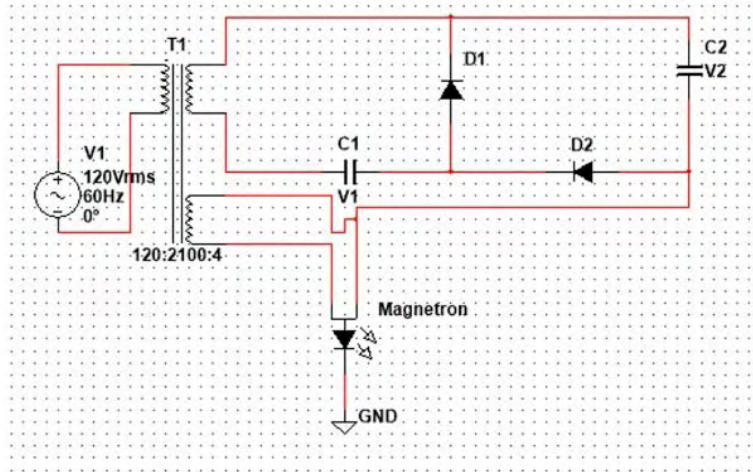 T1
V1
120Vrms
60Hz
0°
120:2100:4
C1
V1
D1
D2
C2
V2
Magnetron
GND